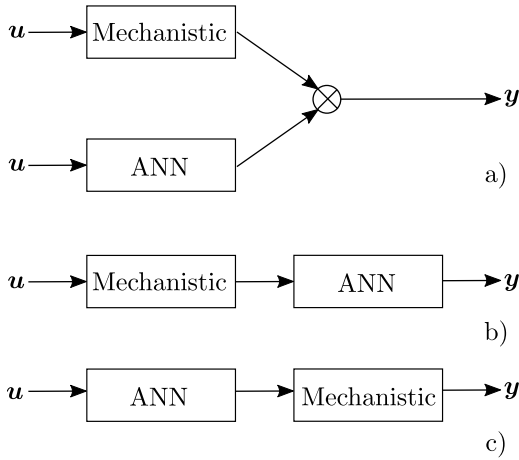 u Mechanistic
y
u ANN
a)
u Mechanistic ANN y
b)
u ANN Mechanistic y
c)